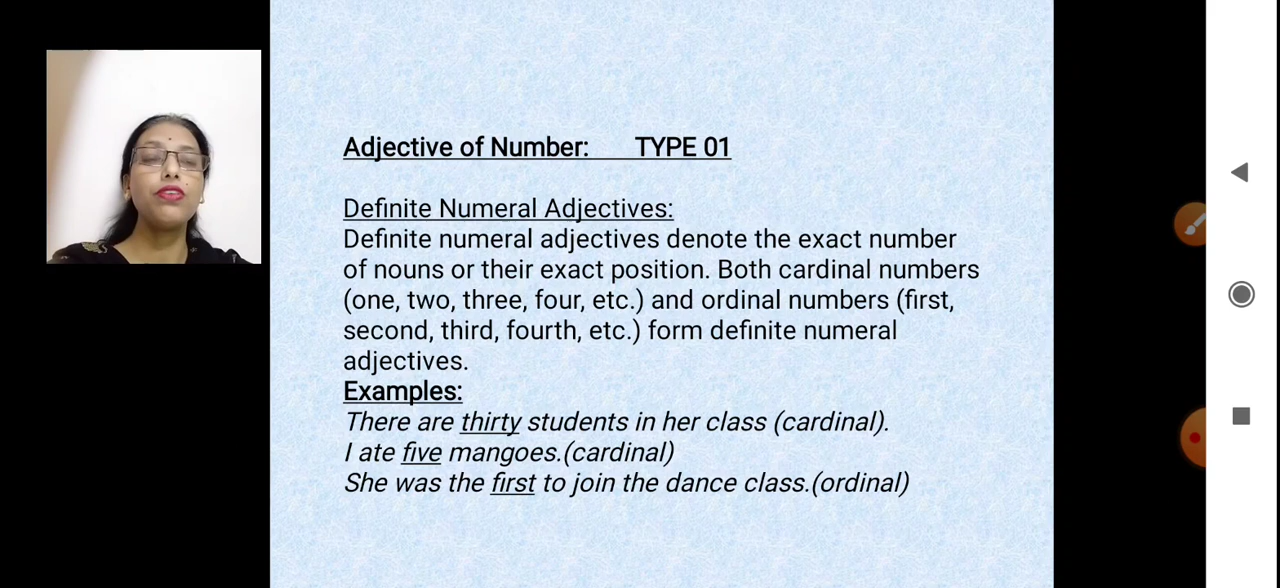 Adjective of Number: TYPE 01
Definite Numeral Adjectives:
Definite numeral adjectives denote the exact number
of nouns or their exact position. Both cardinal numbers
(one, two, three, four, etc.) and ordinal numbers (first,
second, third, fourth, etc.) form definite numeral
adjectives.
Examples:
There are thirty students in her class (cardinal).
I ate five mangoes.(cardinal)
She was the first to join the dance class.(ordinal)